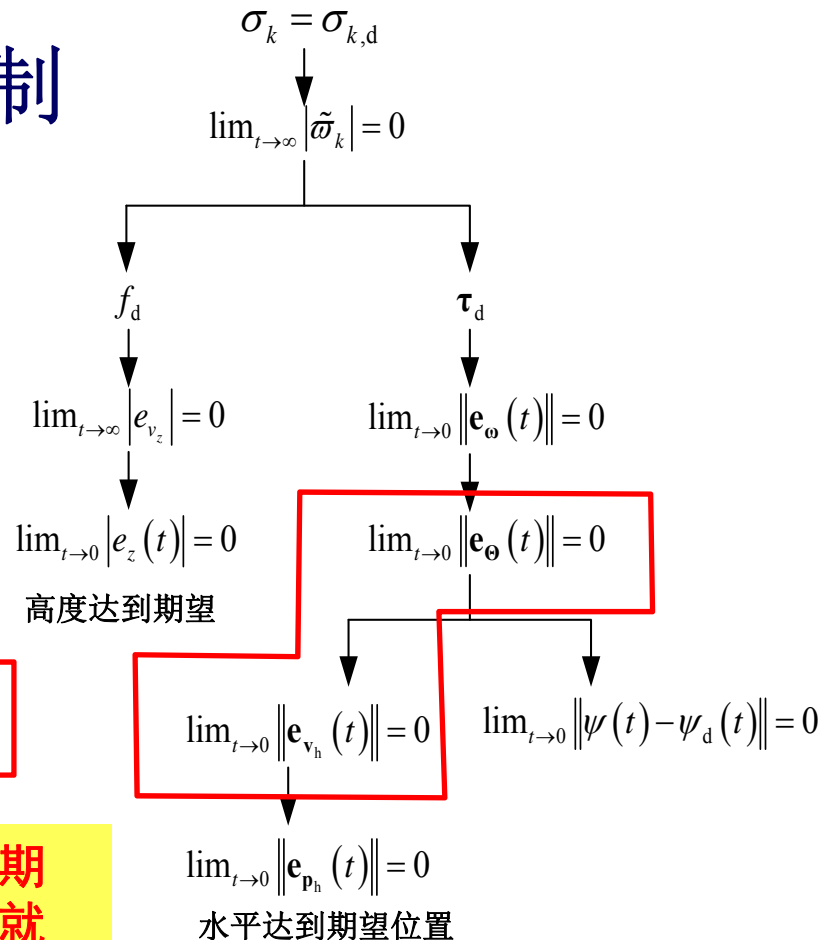 制
σ_k = σ_{k,d}
lim_{t→∞} |ϖ̃_k| = 0
f_d
τ_d
lim_{t→∞} |e_{v_z}| = 0
lim_{t→0} ‖e_ω(t)‖ = 0
lim_{t→0} |e_z(t)| = 0
lim_{t→0} ‖e_Θ(t)‖ = 0
高度达到期望
lim_{t→0} ‖e_{v_h}(t)‖ = 0
lim_{t→0} ‖ψ(t)−ψ_d(t)‖ = 0
期
就
lim_{t→0} ‖e_{p_h}(t)‖ = 0
水平达到期望位置